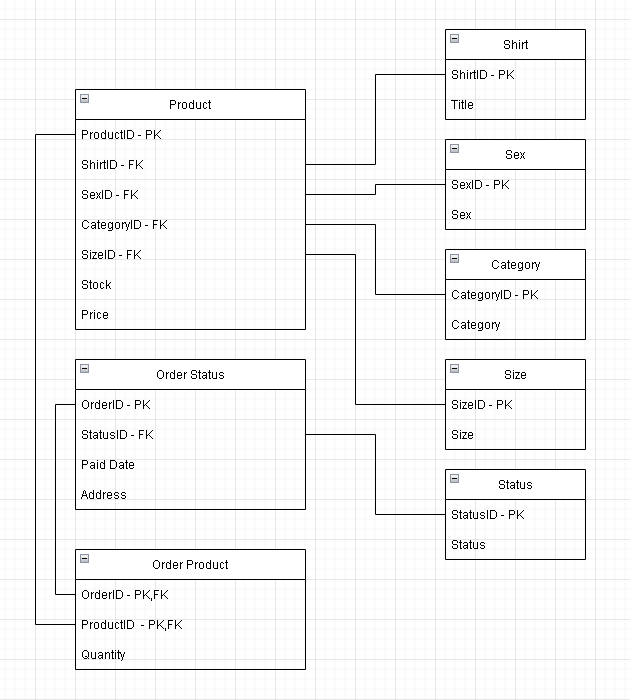 Product
ProductID - PK
ShirtID - FK
SexID - FK
CategoryID - FK
SizeID - FK
Stock
Price
Order Status
OrderID - PK
StatusID - FK
Paid Date
Address
Order Product
OrderID - PK,FK
ProductID - PK,FK
Quantity
Shirt
ShirtID - PK
Title
Sex
SexID - PK
Sex
Category
CategoryID - PK
Category
Size
SizeID - PK
Size
Status
StatusID - PK
Status